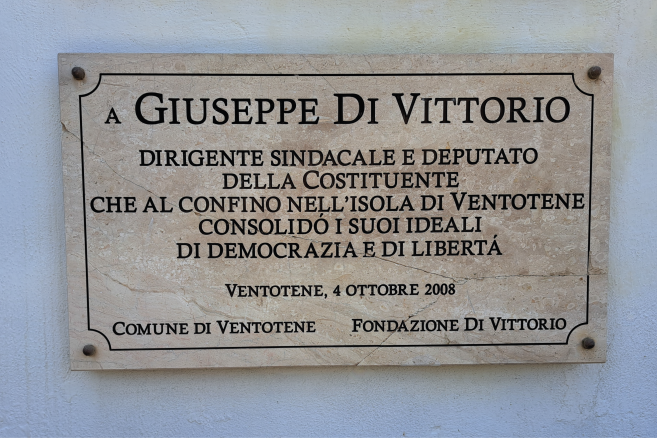 A GIUSEPPE DI VITTORIO
DIRIGENTE SINDACALE E DEPUTATO
DELLA COSTITUENTE
CHE AL CONFINO NELL'ISOLA DI VENTOTENE
CONSOLIDÓ I SUOI IDEALI
DI DEMOCRAZIA E DI LIBERTÁ
VENTOTENE, 4 OTTOBRE 2008
COMUNE DI VENTOTENE FONDAZIONE DI VITTORIO